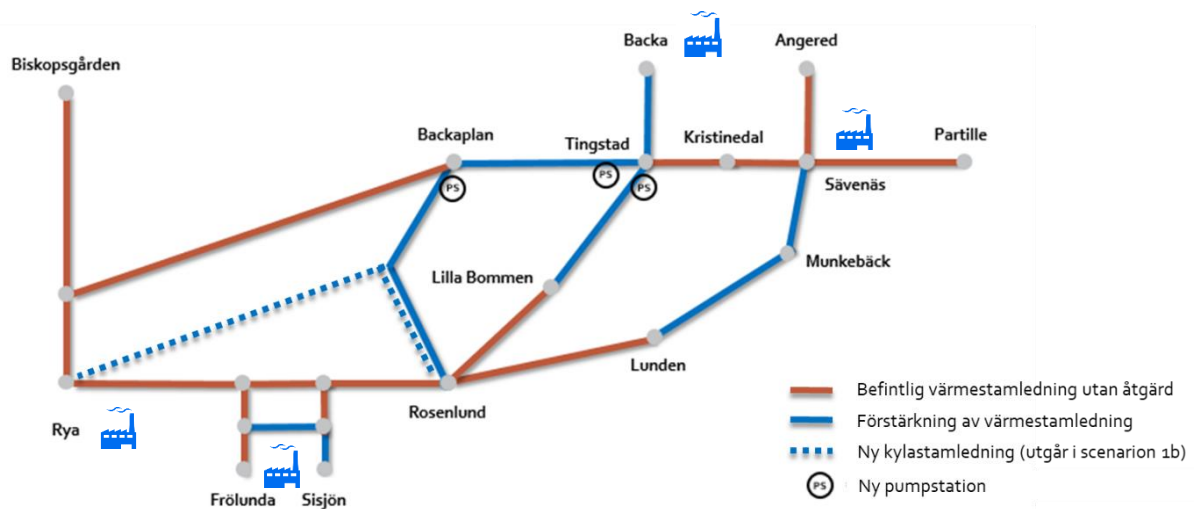 Backa
Angered
Biskopsgården
Backaplan
Tingstad
Kristinedal
Partille
PS
PS
PS
Sävenäs
Lilla Bommen
Munkebäck
Lunden
Rya
Rosenlund
Frölunda
Sisjön
Befintlig värmestamledning utan åtgärd
Förstärkning av värmestamledning
Ny kylastamledning (utgår i scenarion 1b)
PS Ny pumpstation